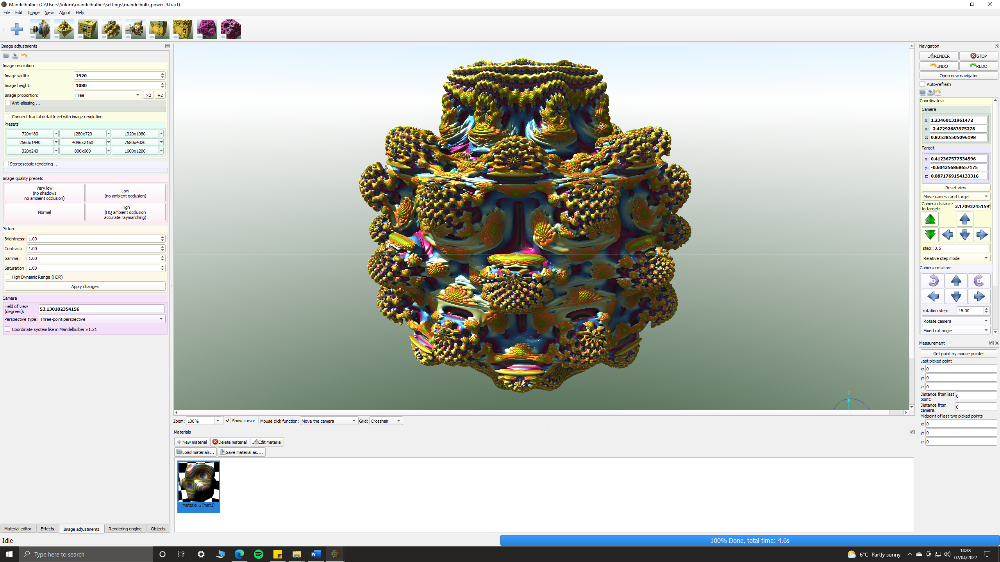 Mandelbulber (C:\Users\Solom\mandelbulber\settings\mandelbulb_power_9.fract)
File Edit Image View About Help
Image adjustments
Image resolution
Image width: 1920
Image height: 1080
Image proportion: Free ×2 ÷2
Anti-aliasing ...
Connect fractal detail level with image resolution
Presets
720x480 1280x720 1920x1080
2560x1440 4096x2160 7680x4320
320x240 800x600 1600x1200
Stereoscopic rendering ...
Image quality presets
Very low
(no shadows
no ambient occlusion)
Low
(no ambient occlusion)
Normal
High
(HQ ambient occlusion
accurate raymarching)
Picture
Brightness: 1.00
Contrast: 1.00
Gamma: 1.00
Saturation 1.00
High Dynamic Range (HDR)
Apply changes
Camera
Field of view
(degrees): 53.130102354156
Perspective type: Three-point perspective
Coordinate system like in Mandelbulber v1.21
Material editor Effects Image adjustments Rendering engine Objects
z
Zoom: 100% Show cursor Mouse click function: Move the camera Grid: Crosshair
Materials
New material Delete material Edit material
Load materials... Save material as....
material 1 [mat1]
Navigation
RENDER STOP
UNDO REDO
Open new navigator
Auto-refresh
Coordinates:
Camera
x: 1.23460131961472
y: -2.47292683975278
z: 0.825385505096198
Target
x: 0.412367577534596
y: -0.604256868657175
z: 0.0871769154133316
Reset view
Move camera and target
Camera distance
to target: 2.170932451591
step: 0.5
Relative step mode
Camera rotation:
rotation step: 15.00
Rotate camera
Fixed roll angle
Measurement
Get point by mouse pointer
Last picked point
x: 0
y: 0
z: 0
Distance from last
point: 0
Distance from
camera: 0
Midpoint of last two picked points
x: 0
y: 0
z: 0
Idle
100% Done, total time: 4.6s
Type here to search
W
6°C Partly sunny
14:38
02/04/2022